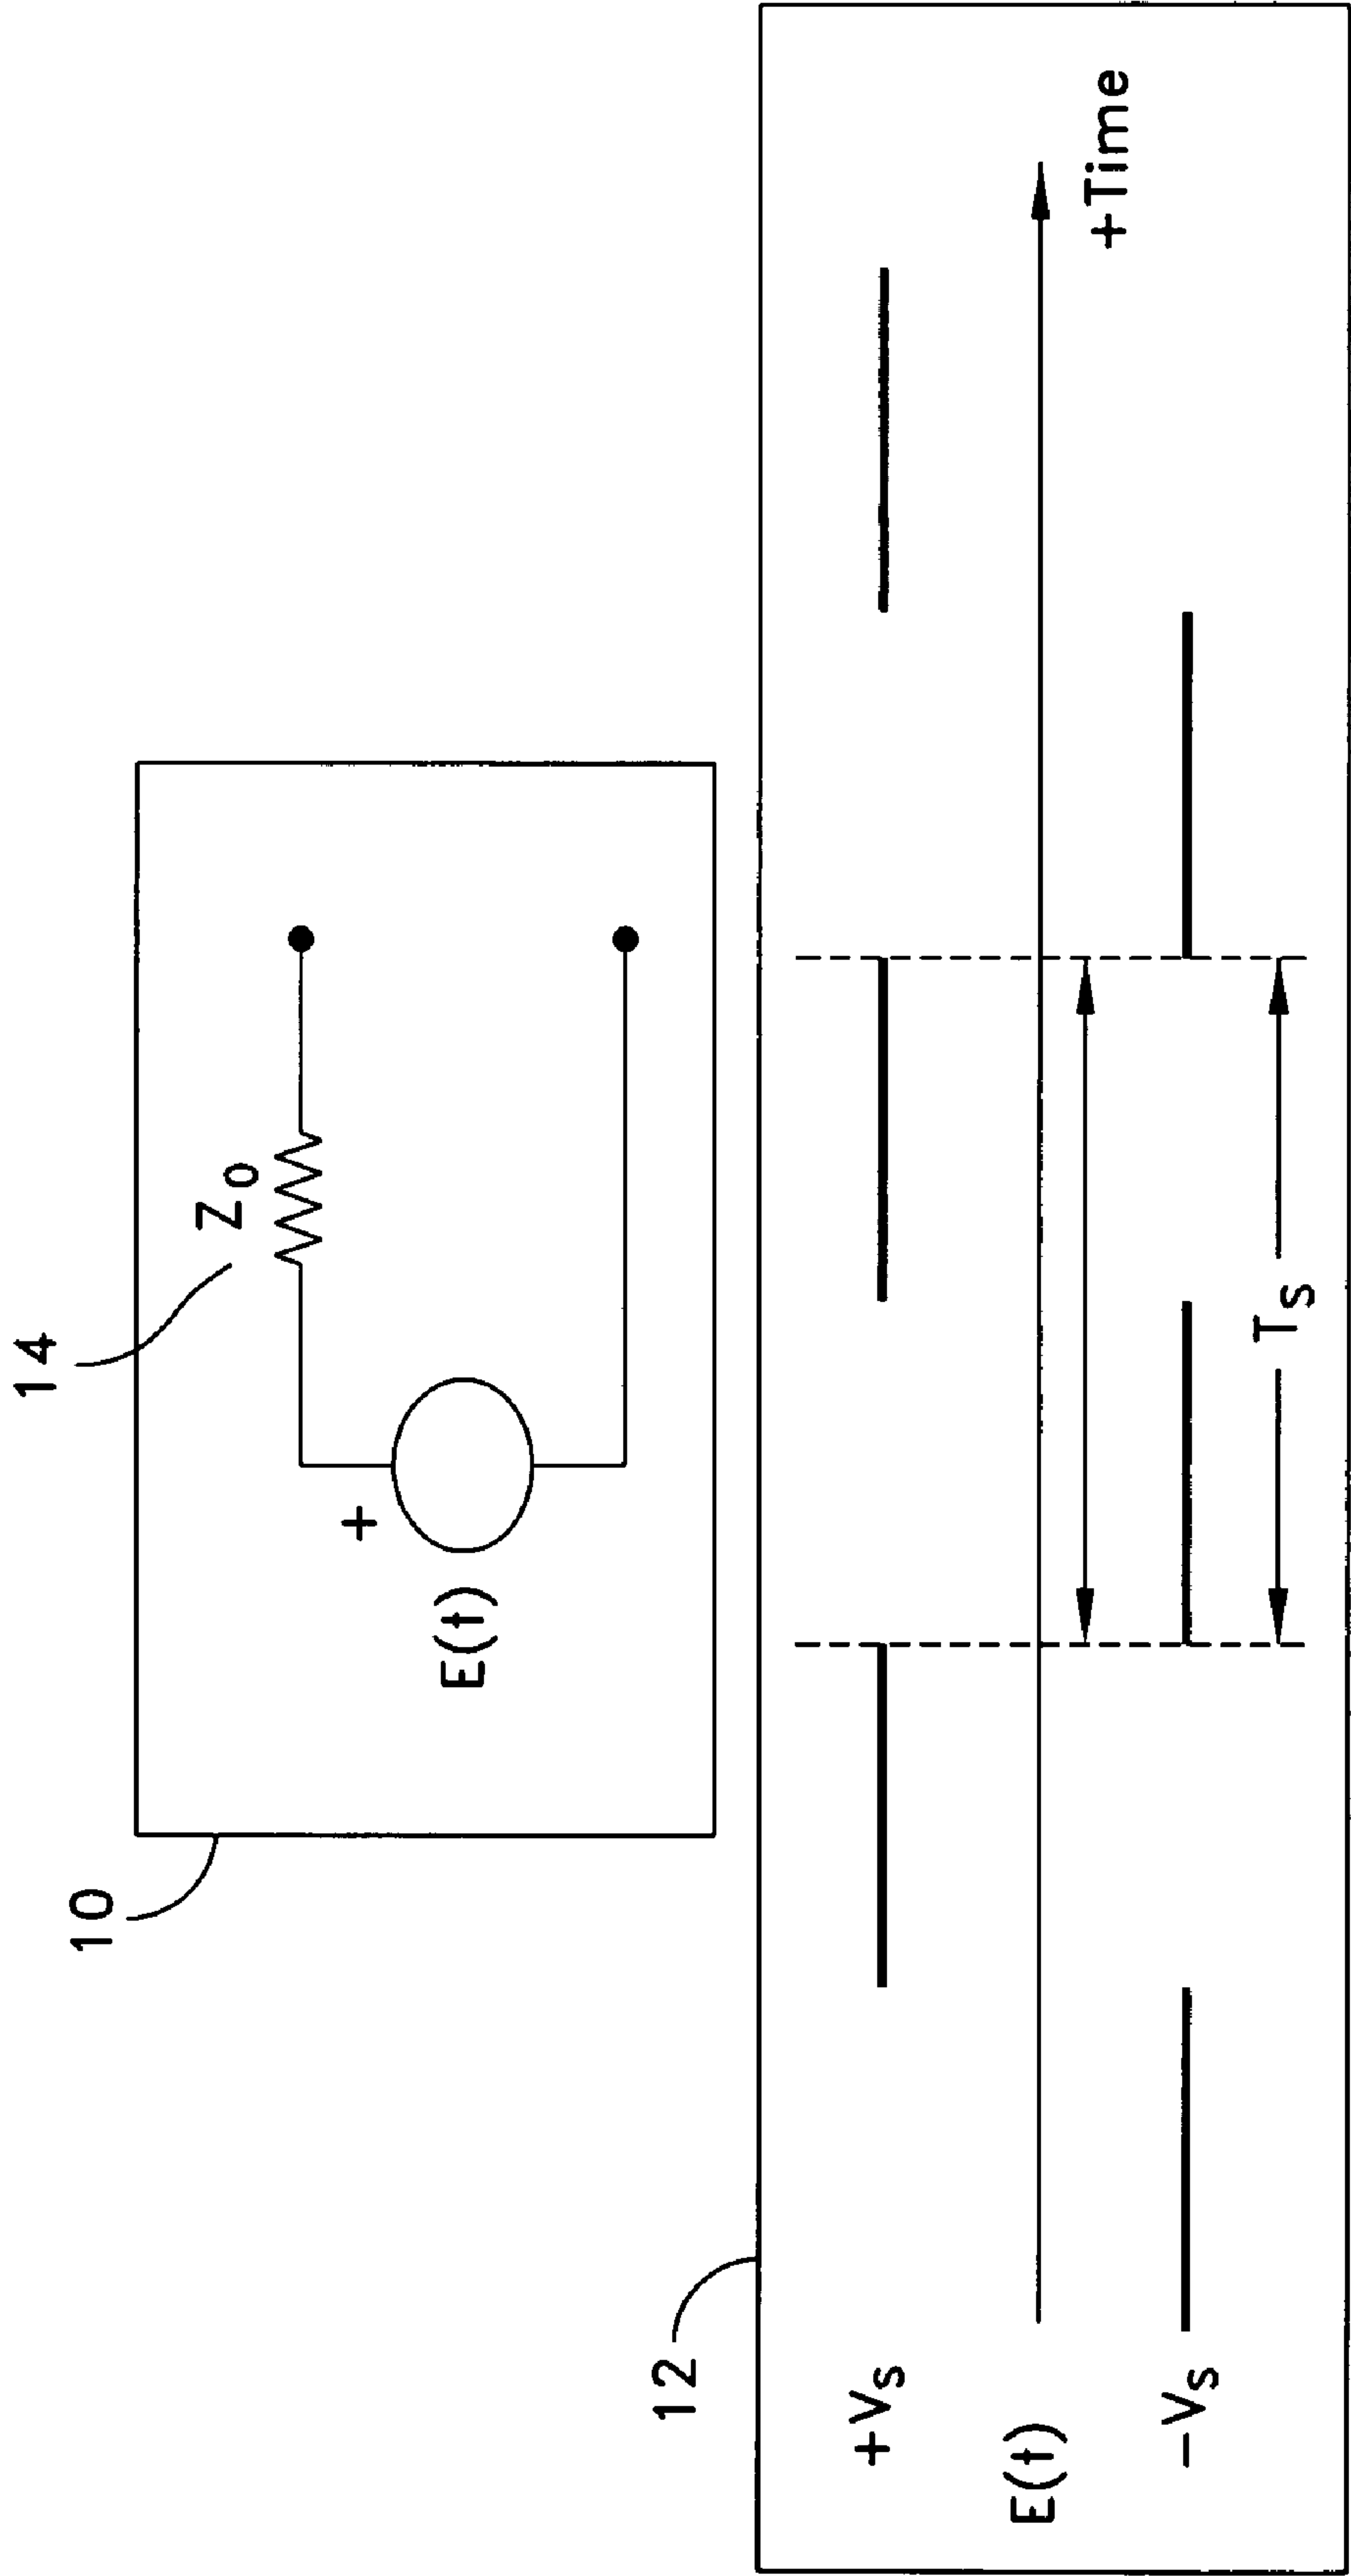 14
Z₀
10
+
E(t)
12
+Vₛ
E(t)
+Time
-Vₛ
Tₛ